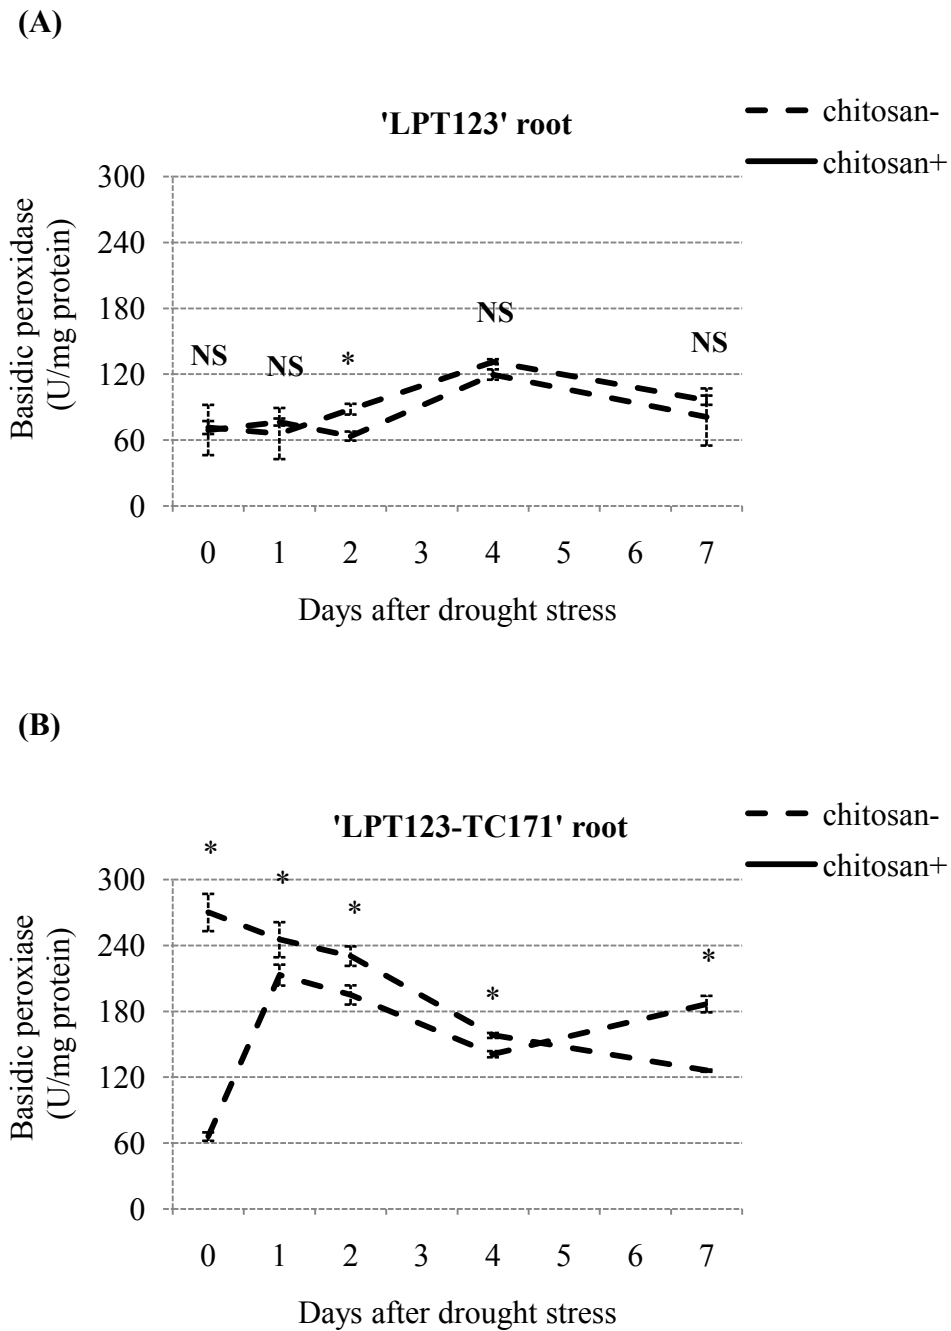 (A)
'LPT123' root
chitosan-
chitosan+
Basidic peroxidase
(U/mg protein)
300
240
180
120
60
0
NS
NS
*
NS
NS
0 1 2 3 4 5 6 7
Days after drought stress
(B)
'LPT123-TC171' root
chitosan-
chitosan+
Basidic peroxiase
(U/mg protein)
300
240
180
120
60
0
*
*
*
*
*
0 1 2 3 4 5 6 7
Days after drought stress